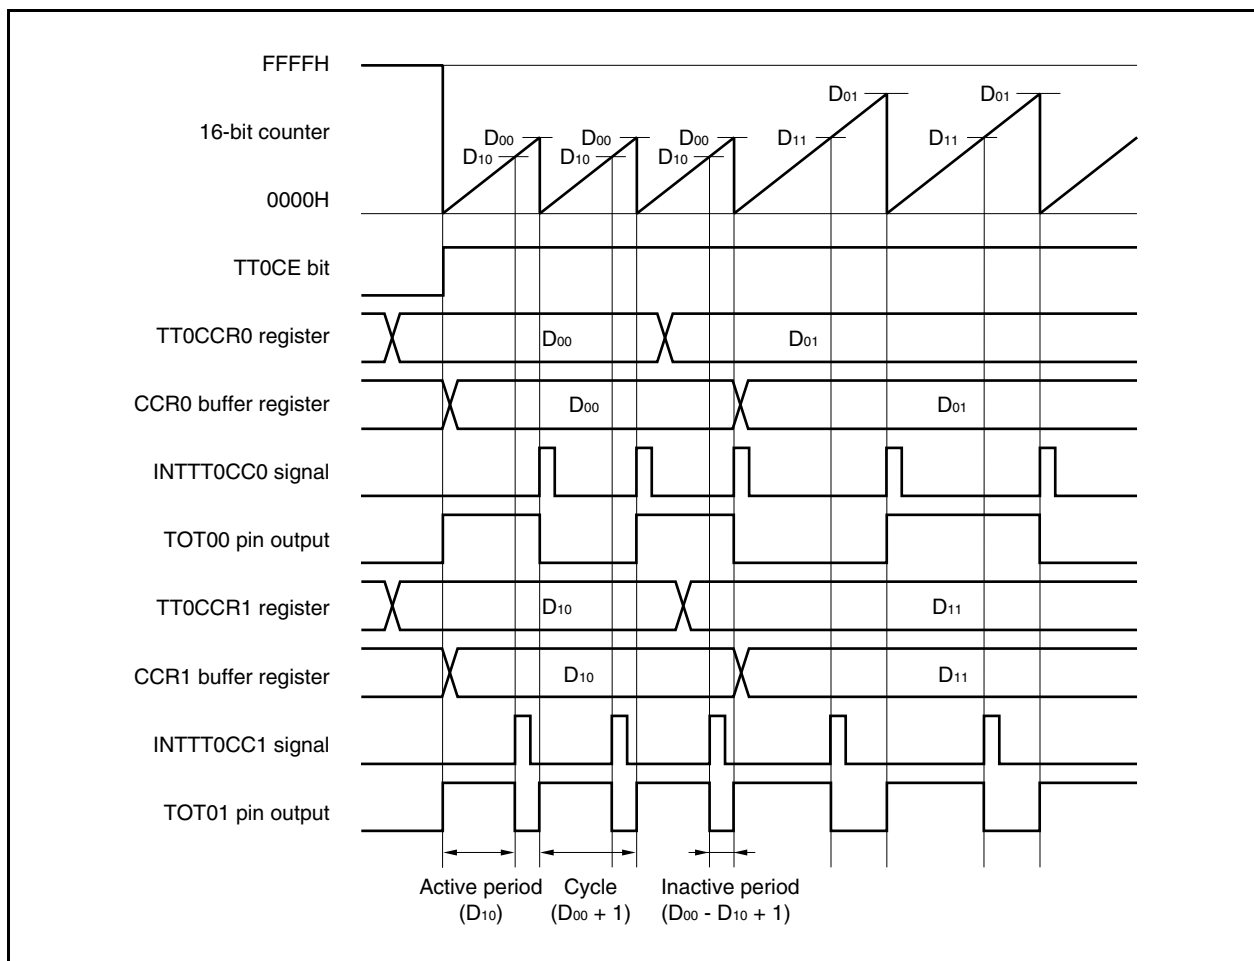 FFFFH
D01 D01
16-bit counter D00 D00 D00 D11 D11
D10 D10 D10
0000H
TT0CE bit
TT0CCR0 register D00 D01
CCR0 buffer register D00 D01
INTTT0CC0 signal
TOT00 pin output
TT0CCR1 register D10 D11
CCR1 buffer register D10 D11
INTTT0CC1 signal
TOT01 pin output
Active period Cycle Inactive period
(D10) (D00 + 1) (D00 - D10 + 1)